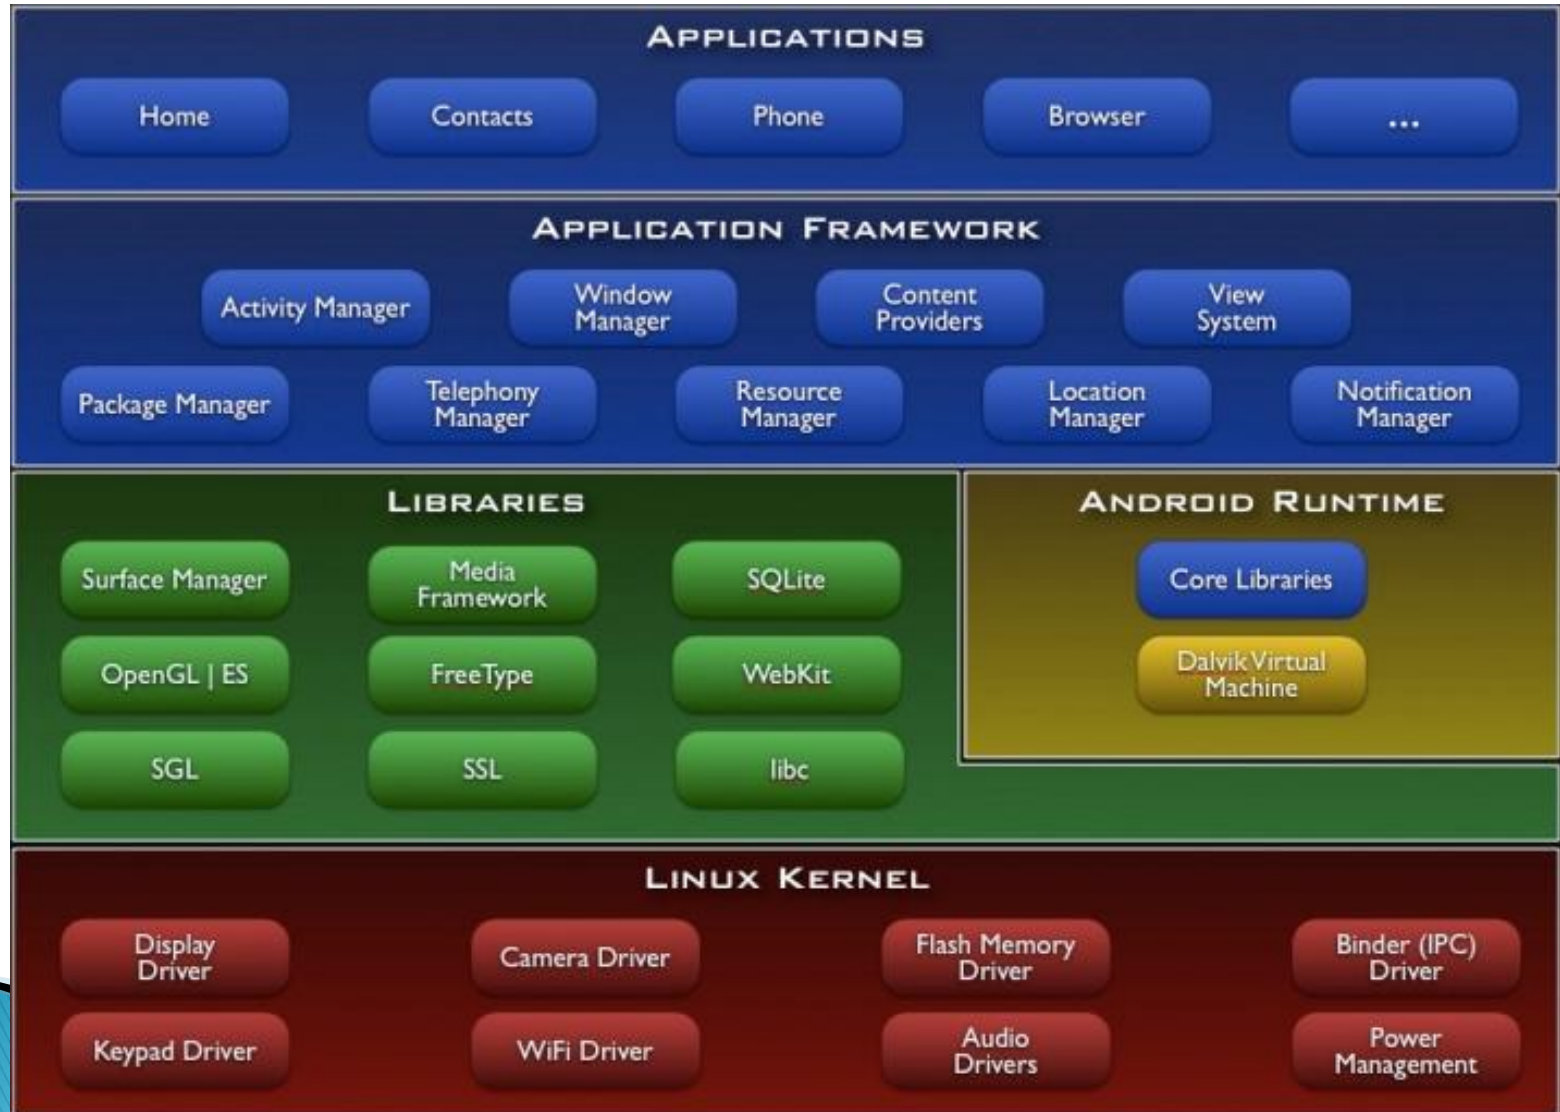 APPLICATIONS
Home
Contacts
Phone
Browser
...
APPLICATION FRAMEWORK
Activity Manager
Window
Manager
Content
Providers
View
System
Package Manager
Telephony
Manager
Resource
Manager
Location
Manager
Notification
Manager
LIBRARIES
Surface Manager
Media
Framework
SQLite
OpenGL | ES
FreeType
WebKit
SGL
SSL
libc
ANDROID RUNTIME
Core Libraries
Dalvik Virtual
Machine
LINUX KERNEL
Display
Driver
Camera Driver
Flash Memory
Driver
Binder (IPC)
Driver
Keypad Driver
WiFi Driver
Audio
Drivers
Power
Management